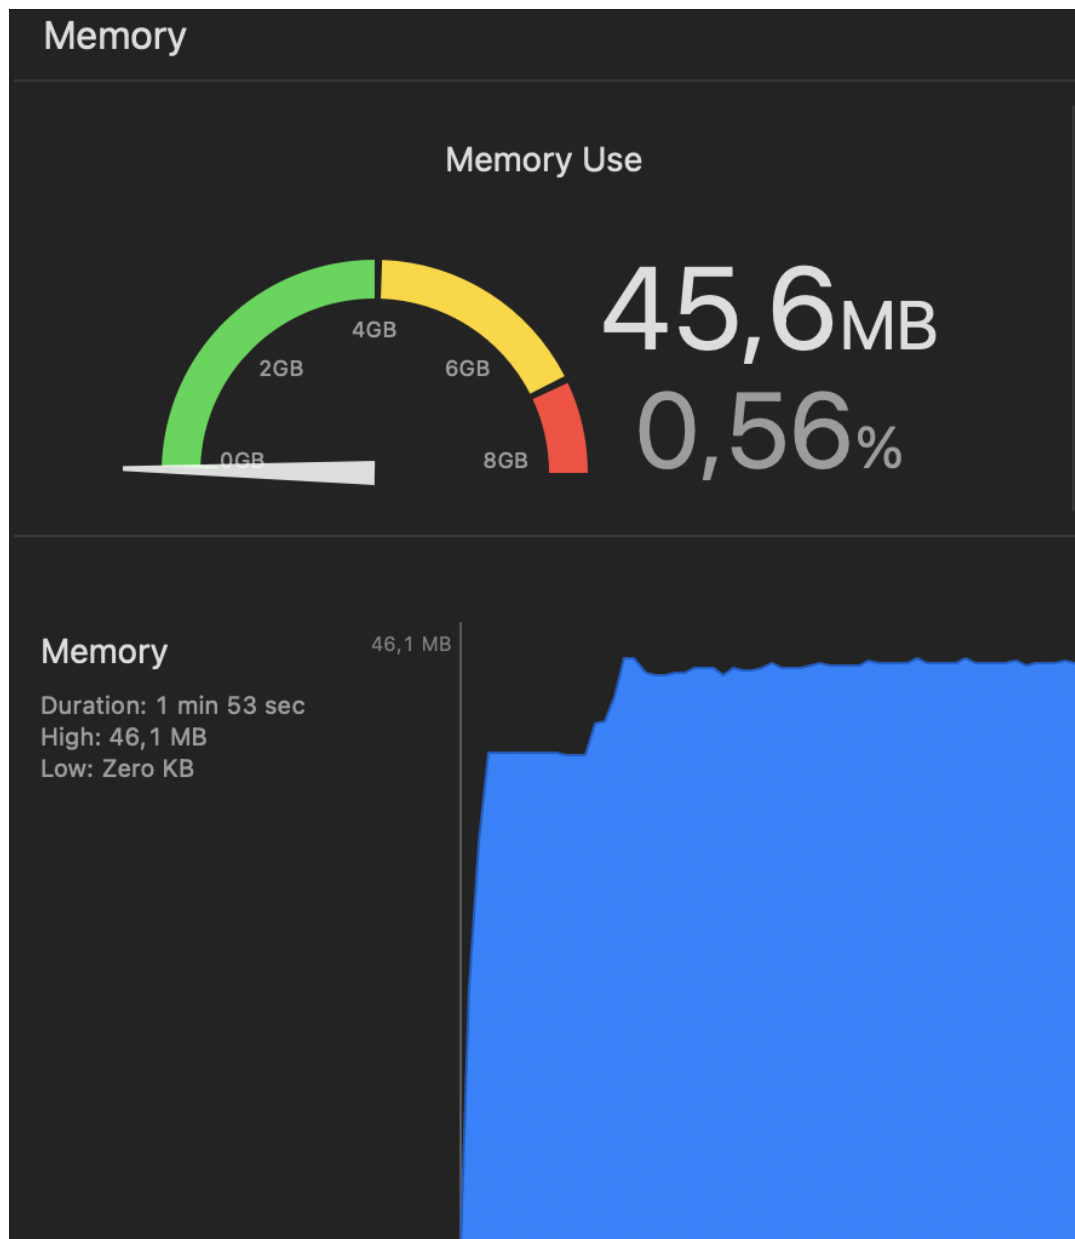 Memory
Memory Use
45,6MB
0,56%
4GB
2GB
6GB
0GB
8GB
Memory
46,1 MB
Duration: 1 min 53 sec
High: 46,1 MB
Low: Zero KB